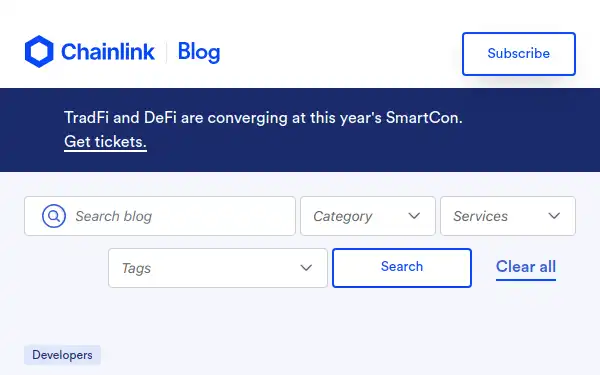 Chainlink Blog
Subscribe
TradFi and DeFi are converging at this year's SmartCon.
Get tickets.
Search blog
Category
Services
Tags
Search
Clear all
Developers